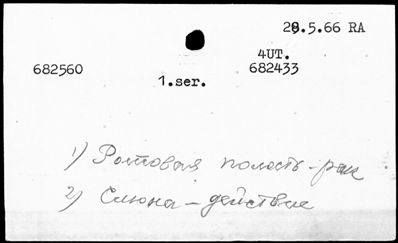 28.5.66 RA
4UT.
682560 682433
1.ser.
1) Ротовая полость – рак
2) Слюна – действие